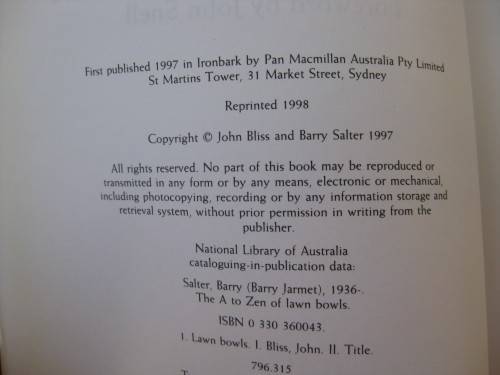 First published 1997 in Ironbark by Pan Macmillan Australia Pty Limited
St Martins Tower, 31 Market Street, Sydney
Reprinted 1998
Copyright © John Bliss and Barry Salter 1997
All rights reserved. No part of this book may be reproduced or
transmitted in any form or by any means, electronic or mechanical,
including photocopying, recording or by any information storage and
retrieval system, without prior permission in writing from the
publisher.
National Library of Australia
cataloguing-in-publication data:
Salter, Barry (Barry Jarmet), 1936-.
The A to Zen of lawn bowls.
ISBN 0 330 360043.
1. Lawn bowls. I. Bliss, John. II. Title.
796.315